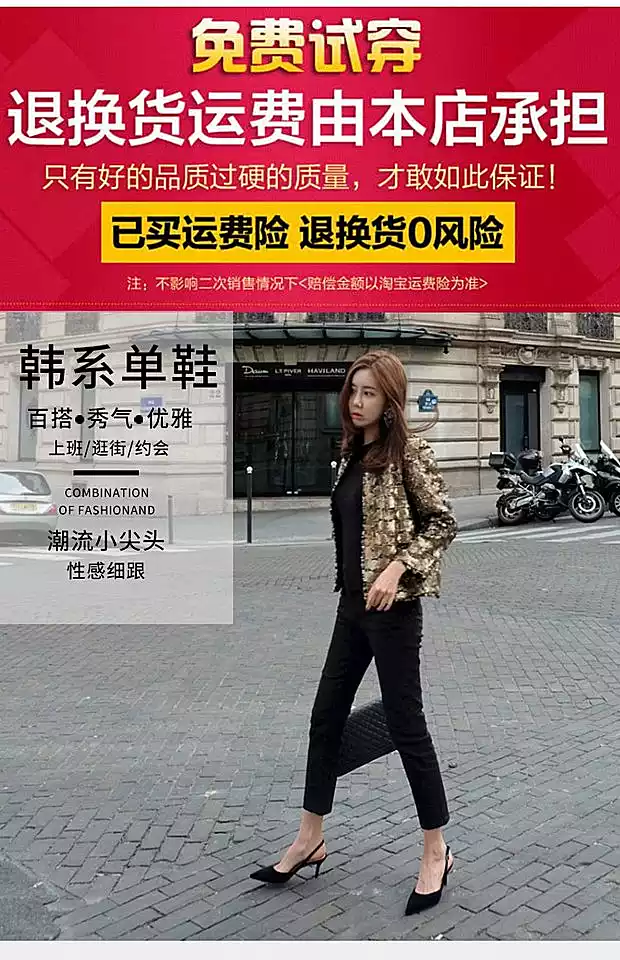 免费试穿
退换货运费由本店承担
只有好的品质过硬的质量，才敢如此保证！
已买运费险 退换货0风险
注：不影响二次销售情况下<赔偿金额以淘宝运费险为准>
韩系单鞋
百搭•秀气•优雅
上班/逛街/约会
COMBINATION
OF FASHIONAND
潮流小尖头
性感细跟
HAVILAND